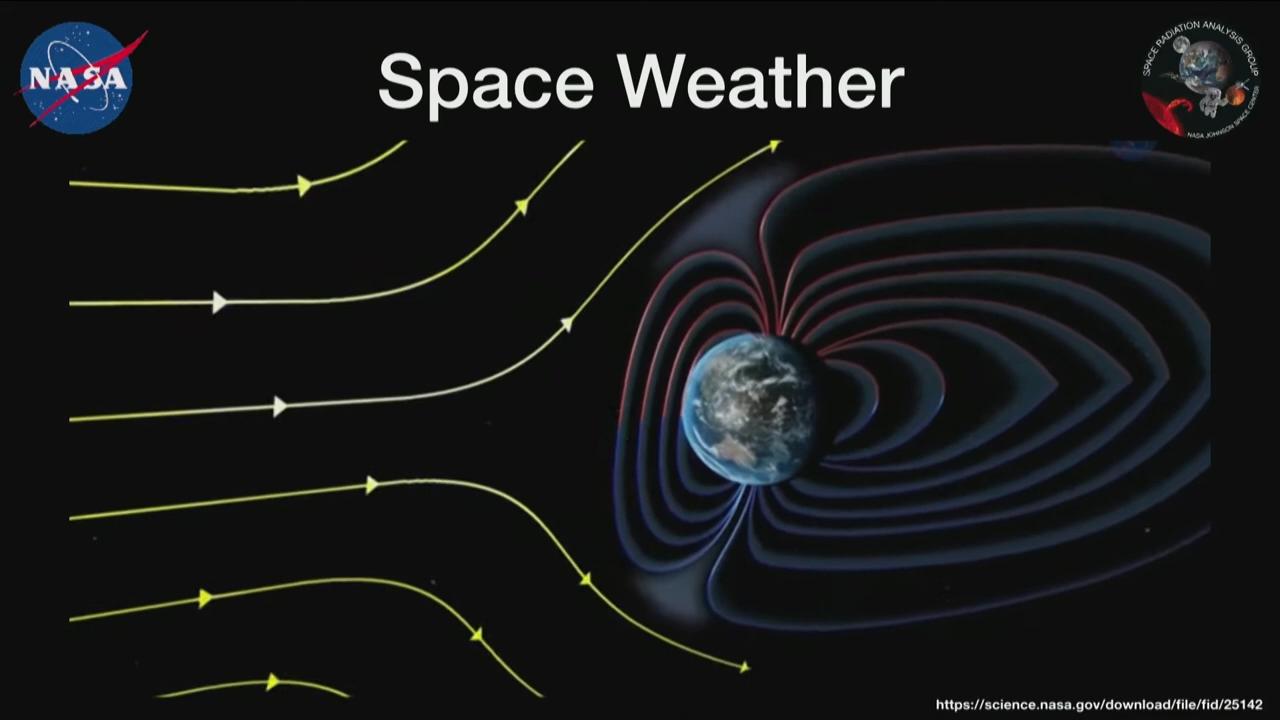 NASA
Space Weather
SPACE RADIATION ANALYSIS GROUP
NASA JOHNSON SPACE CENTER
https://science.nasa.gov/download/file/fid/25142